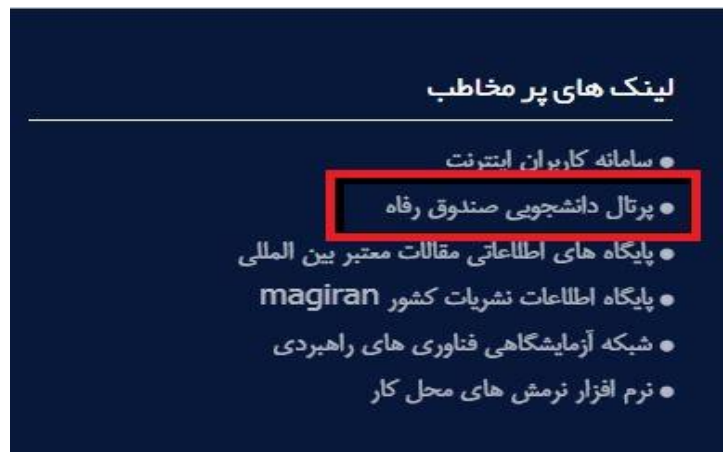 لینک های پر مخاطب
● سامانه کاربران اینترنت
● پرتال دانشجویی صندوق رفاه
● پایگاه های اطلاعاتی مقالات معتبر بین المللی
● پایگاه اطلاعات نشریات کشور magiran
● شبکه آزمایشگاهی فناوری های راهبردی
● نرم افزار نرمش های محل کار